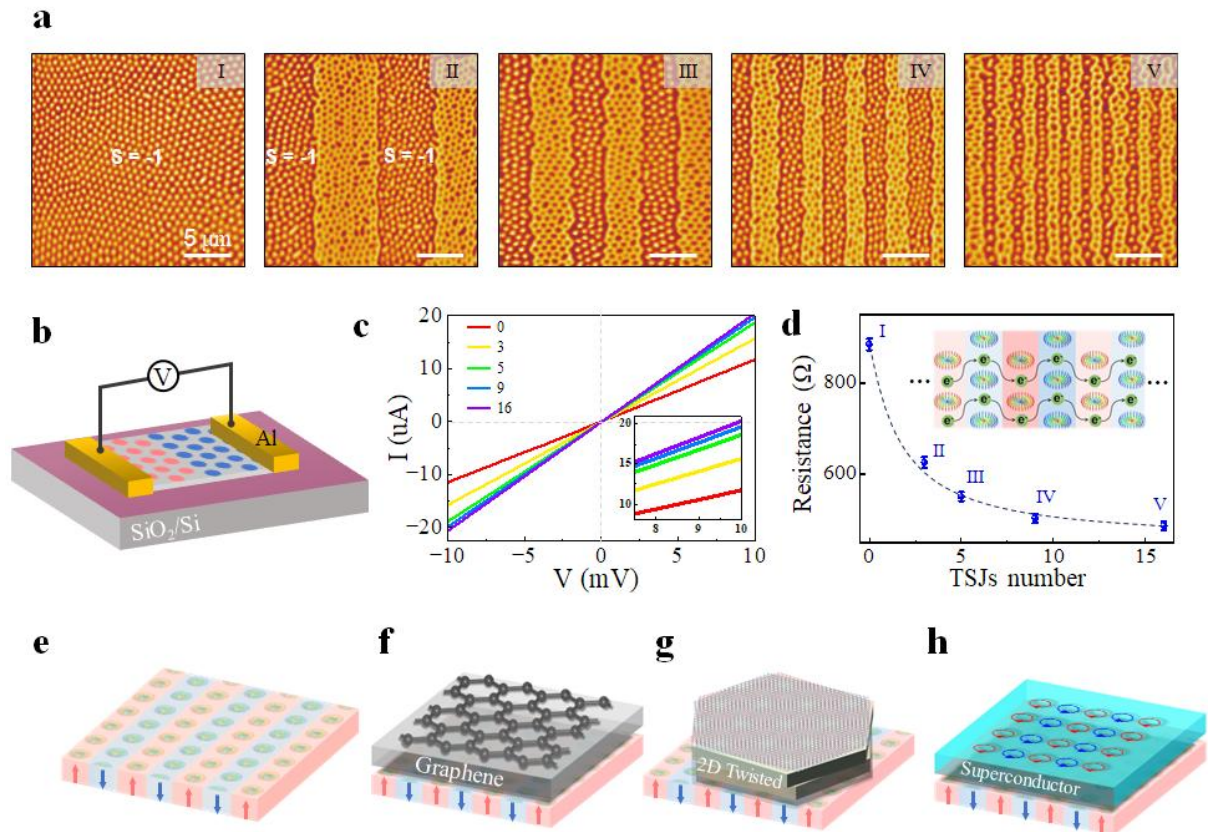 a
I
II
III
IV
V
S = -1
S = -1
S = -1
5 μm
b
V
Al
SiO2/Si
c
I (uA)
20
10
0
−10
−20
0
3
5
9
16
20
15
10
8
9
10
−10
−5
0
5
10
V (mV)
d
Resistance (Ω)
800
600
I
II
III
IV
V
e-
e-
e-
e-
e-
e-
e-
e-
e-
e-
e-
e-
0
5
10
15
TSJs number
e
f
Graphene
g
2D Twisted
h
Superconductor